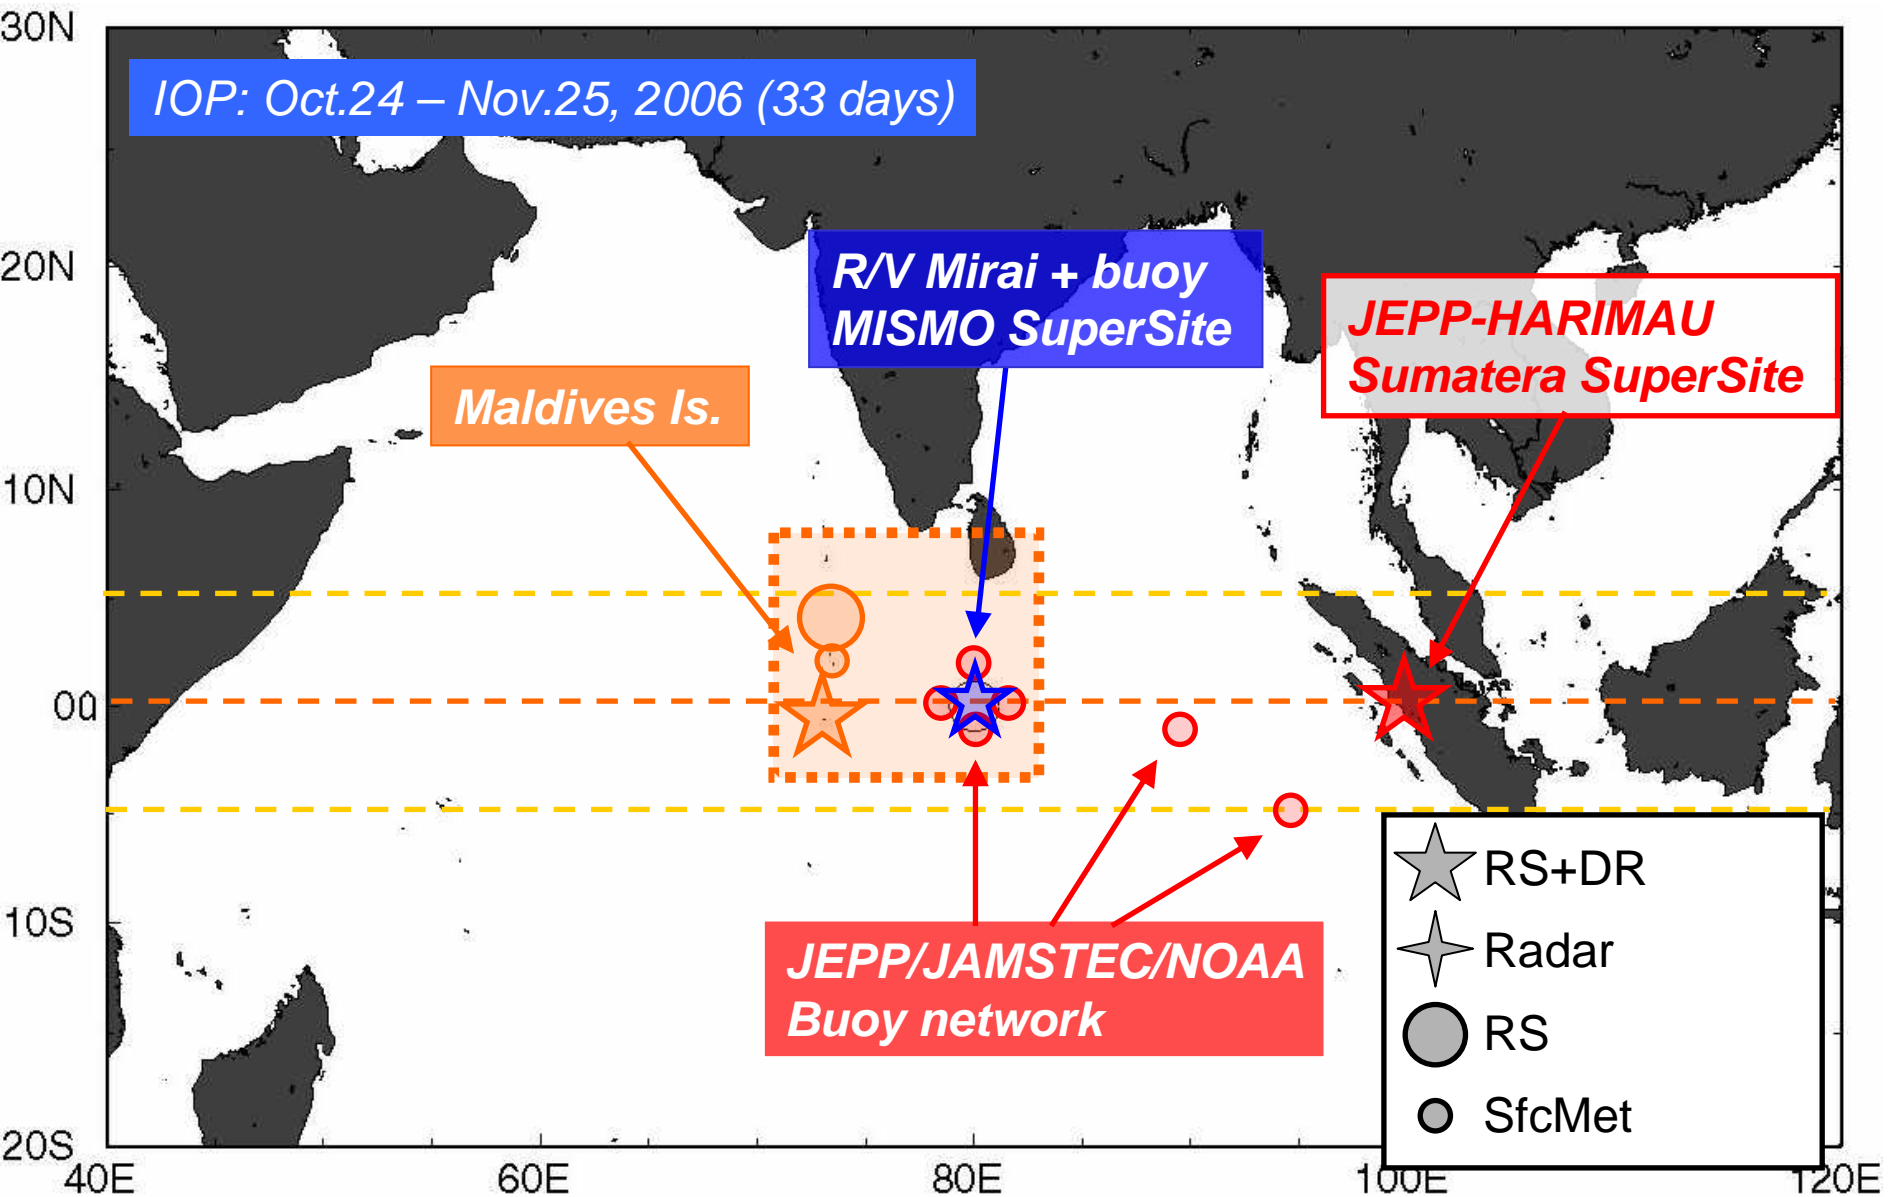 30N
IOP: Oct.24 – Nov.25, 2006 (33 days)
20N
R/V Mirai + buoy
MISMO SuperSite
JEPP-HARIMAU
Sumatera SuperSite
Maldives Is.
10N
00
RS+DR
10S
JEPP/JAMSTEC/NOAA
Buoy network
Radar
RS
SfcMet
20S
40E
60E
80E
100E
120E